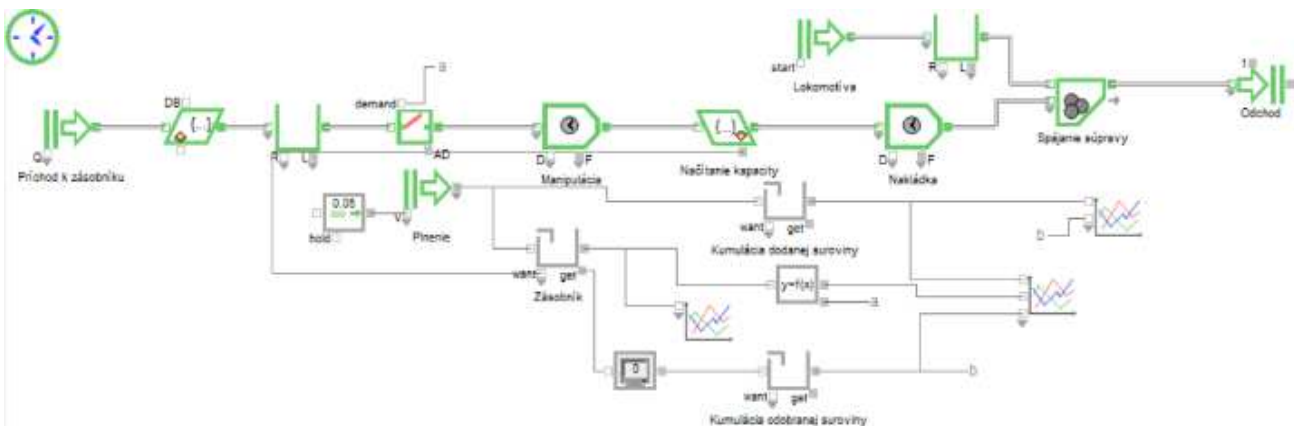 start
R L
Lokomotíva
1
Odchod
Spájanie súpravy
DB
{...}
demand
a
Q
Príchod k zásobníku
R L
AD
D F
Manipulácia
{...}
Načítanie kapacity
D F
Nakládka
0.05
hold
V
Plnenie
want get
Kumulácia dodanej suroviny
b
want get
Zásobník
y=f(x)
a
0
b
want get
Kumulácia odobranej suroviny